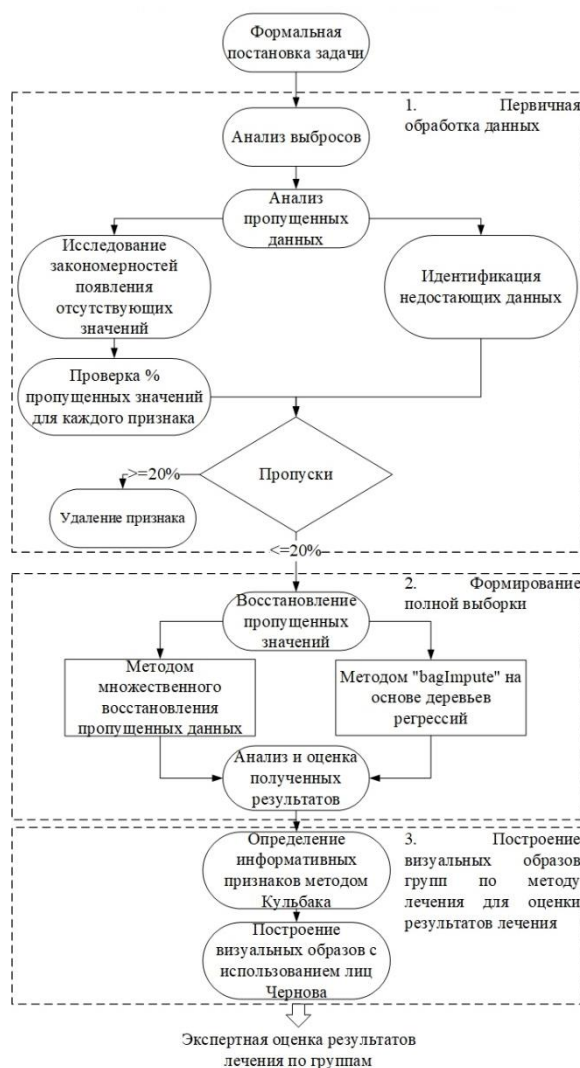 Формальная
постановка задачи
1. Первичная
обработка данных
Анализ выбросов
Анализ
пропущенных
данных
Исследование
закономерностей
появления
отсутствующих
значений
Идентификация
недостающих данных
Проверка %
пропущенных значений
для каждого признака
Пропуски
>=20%
Удаление признака
<=20%
2. Формирование
полной выборки
Восстановление
пропущенных
значений
Методом
множественного
восстановления
пропущенных данных
Методом "bagImpute" на
основе деревьев
регрессий
Анализ и оценка
полученных
результатов
3. Построение
визуальных образов
групп по методу
лечения для оценки
результатов лечения
Определение
информативных
признаков методом
Кульбака
Построение
визуальных образов с
использованием лиц
Чернова
Экспертная оценка результатов
лечения по группам